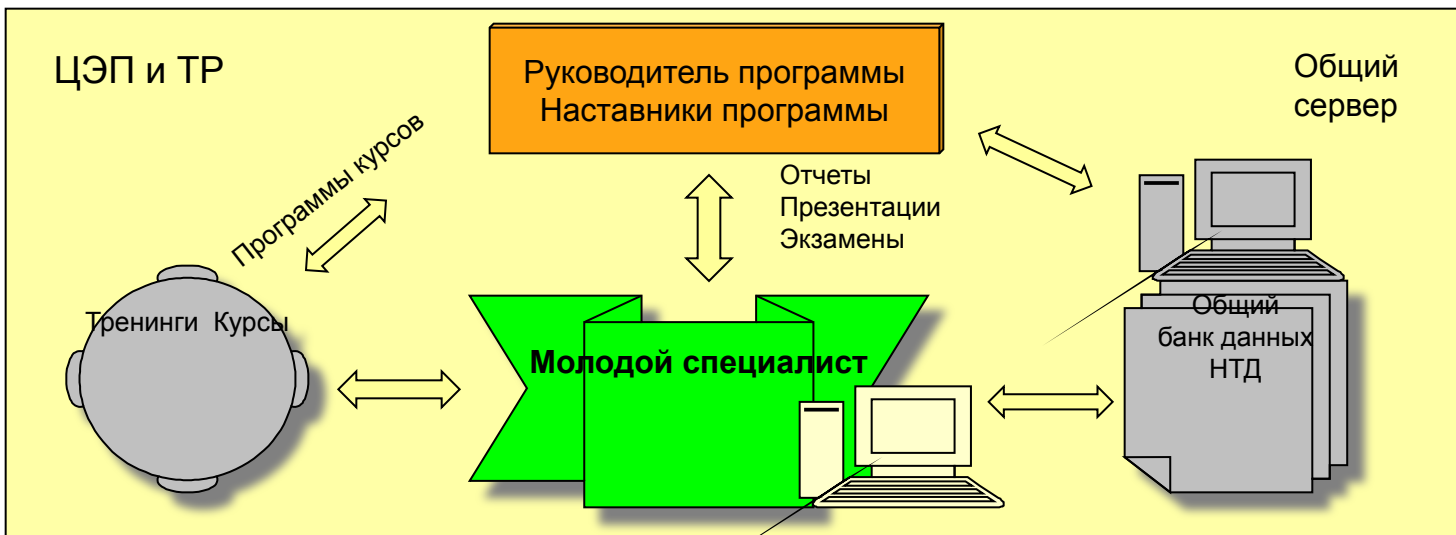 ЦЭП и ТР
Руководитель программы
Наставники программы
Общий
сервер
Программы курсов
Отчеты
Презентации
Экзамены
Тренинги Курсы
Молодой специалист
Общий
банк данных
НТД